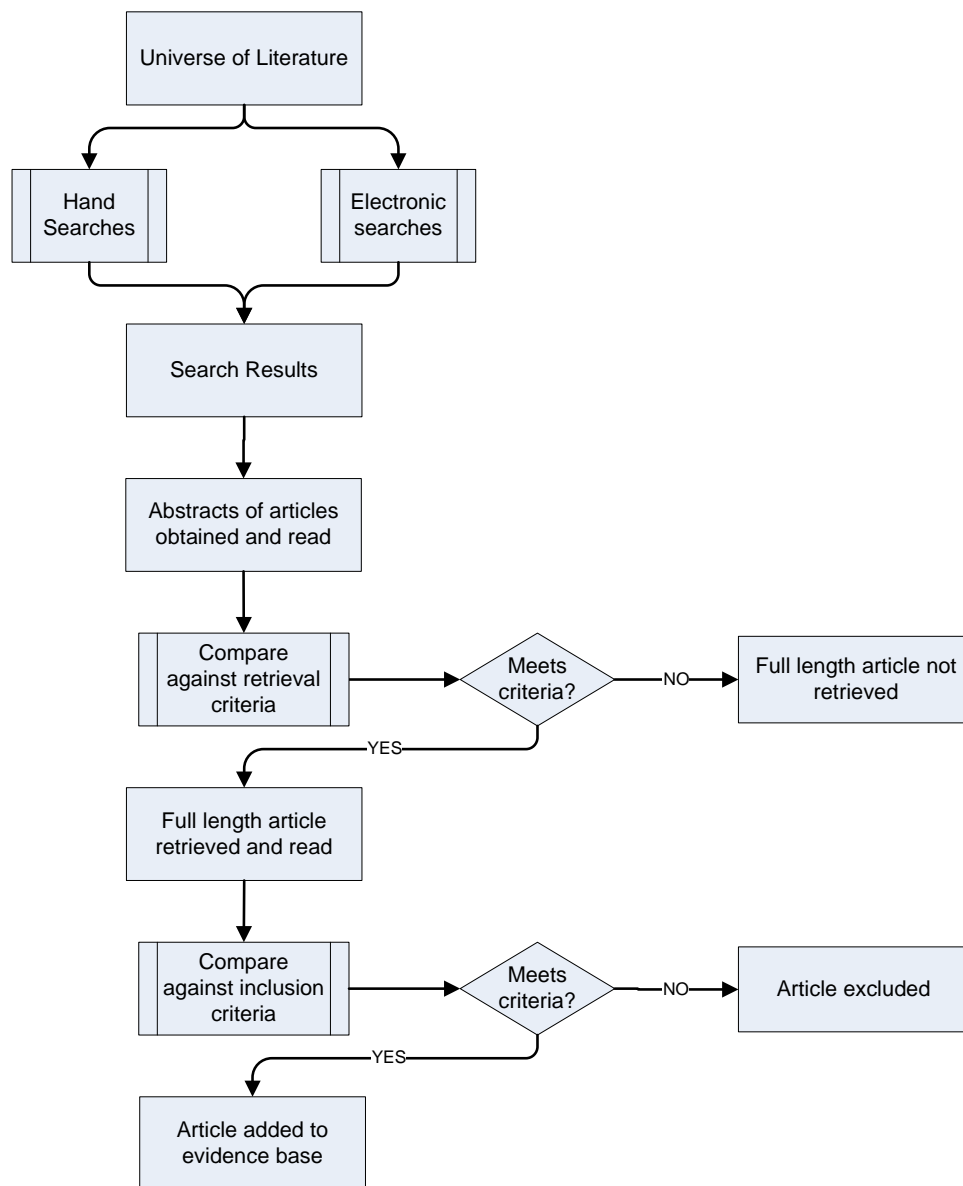 Universe of Literature
Hand
Searches
Electronic
searches
Search Results
Abstracts of articles
obtained and read
Compare
against retrieval
criteria
Meets
criteria?
NO
Full length article not
retrieved
YES
Full length article
retrieved and read
Compare
against inclusion
criteria
Meets
criteria?
NO
Article excluded
YES
Article added to
evidence base